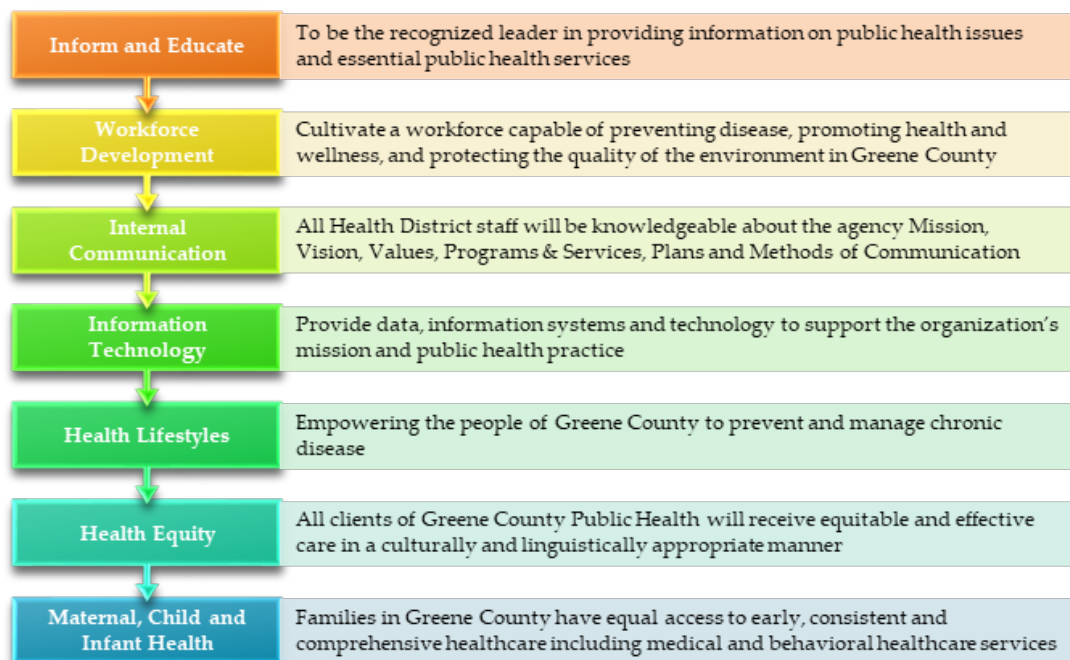 Inform and Educate
To be the recognized leader in providing information on public health issues
and essential public health services
Workforce
Development
Cultivate a workforce capable of preventing disease, promoting health and
wellness, and protecting the quality of the environment in Greene County
Internal
Communication
All Health District staff will be knowledgeable about the agency Mission,
Vision, Values, Programs & Services, Plans and Methods of Communication
Information
Technology
Provide data, information systems and technology to support the organization's
mission and public health practice
Health Lifestyles
Empowering the people of Greene County to prevent and manage chronic
disease
Health Equity
All clients of Greene County Public Health will receive equitable and effective
care in a culturally and linguistically appropriate manner
Maternal, Child and
Infant Health
Families in Greene County have equal access to early, consistent and
comprehensive healthcare including medical and behavioral healthcare services